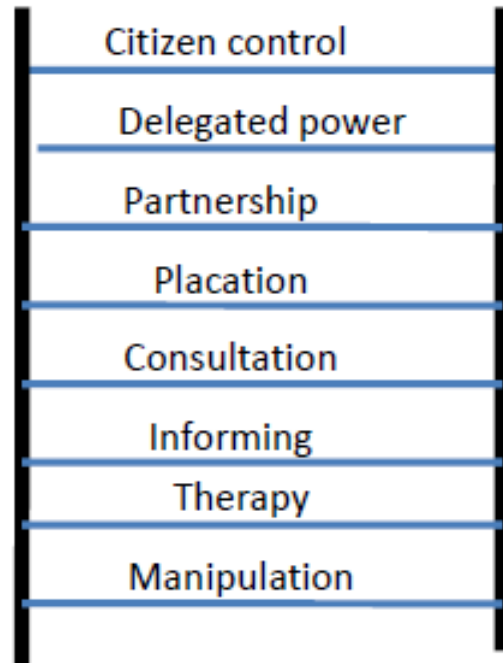 Citizen control
Delegated power
Partnership
Placation
Consultation
Informing
Therapy
Manipulation